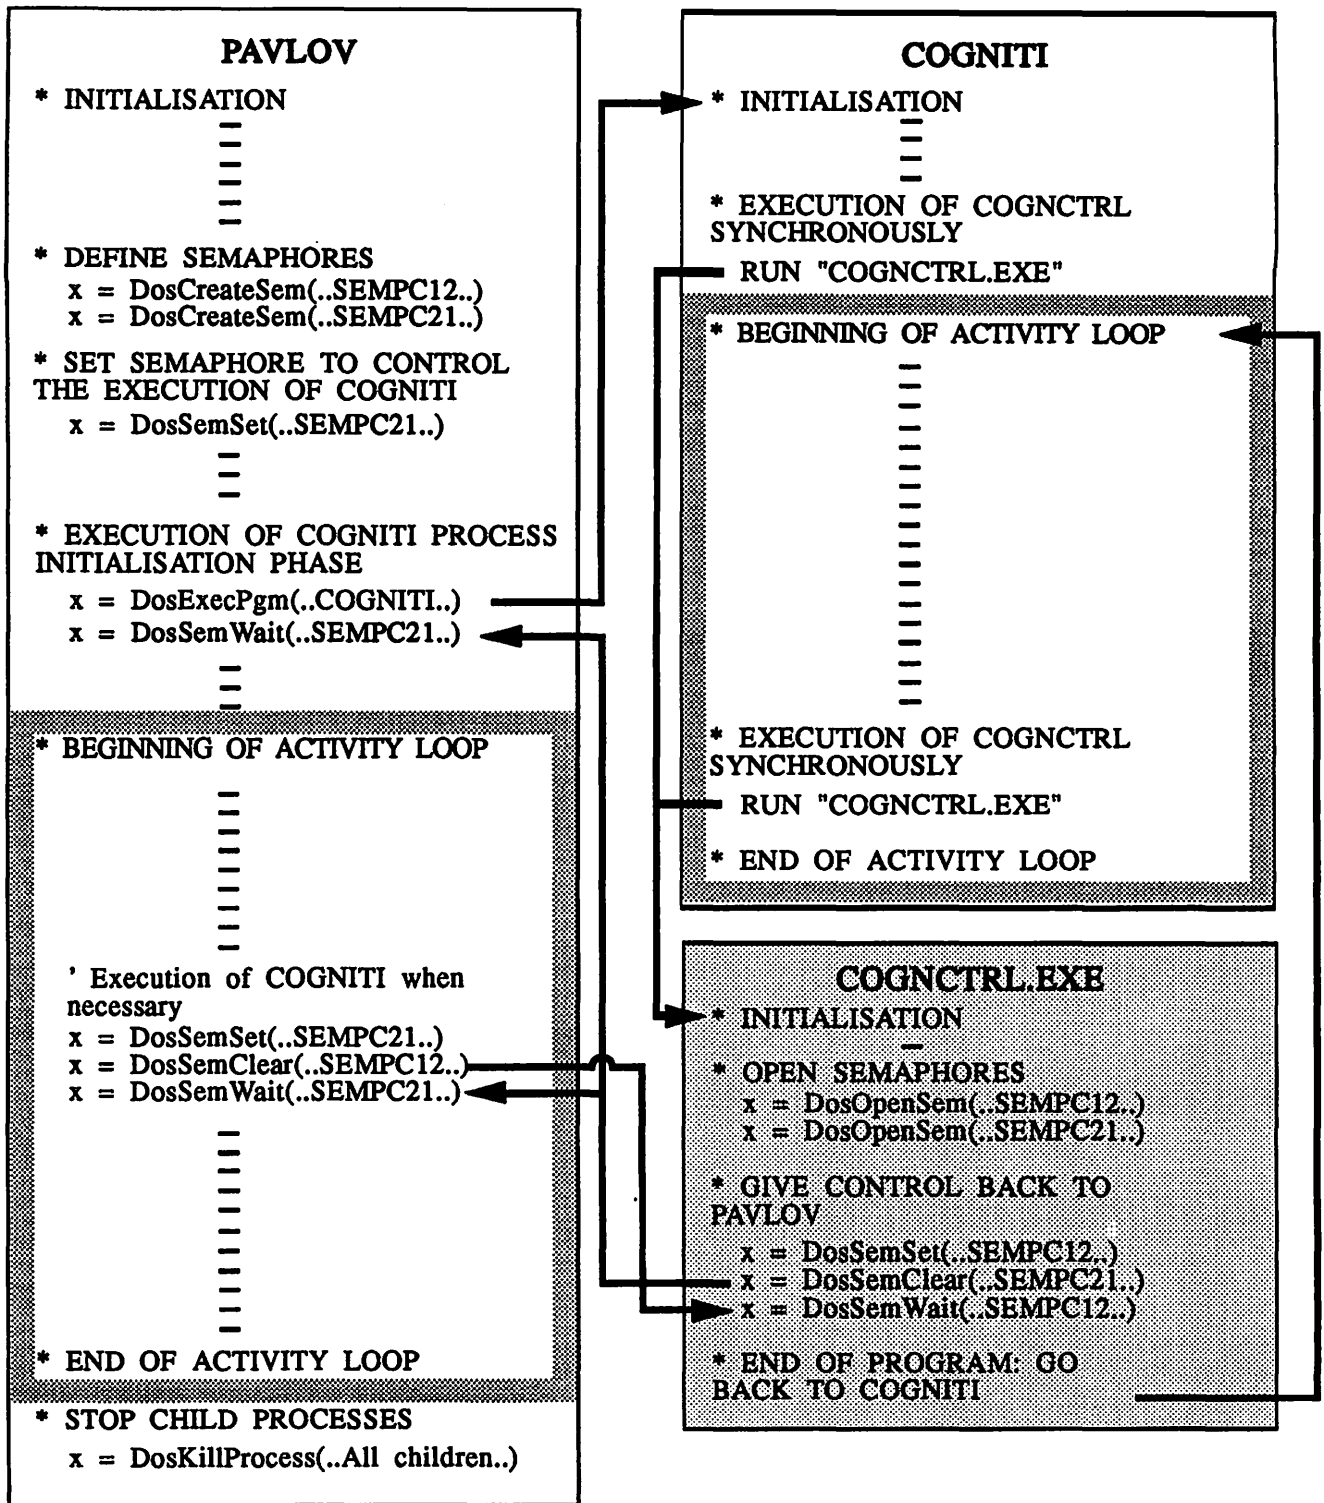 PAVLOV
* INITIALISATION
* DEFINE SEMAPHORES
x = DosCreateSem(..SEMPC12..)
x = DosCreateSem(..SEMPC21..)
* SET SEMAPHORE TO CONTROL
THE EXECUTION OF COGNITI
x = DosSemSet(..SEMPC21..)
* EXECUTION OF COGNITI PROCESS
INITIALISATION PHASE
x = DosExecPgm(..COGNITI..)
x = DosSemWait(..SEMPC21..)
* BEGINNING OF ACTIVITY LOOP
' Execution of COGNITI when
necessary
x = DosSemSet(..SEMPC21..)
x = DosSemClear(..SEMPC12..)
x = DosSemWait(..SEMPC21..)
* END OF ACTIVITY LOOP
* STOP CHILD PROCESSES
x = DosKillProcess(..All children..)
COGNITI
* INITIALISATION
* EXECUTION OF COGNCTRL
SYNCHRONOUSLY
RUN "COGNCTRL.EXE"
* BEGINNING OF ACTIVITY LOOP
* EXECUTION OF COGNCTRL
SYNCHRONOUSLY
RUN "COGNCTRL.EXE"
* END OF ACTIVITY LOOP
COGNCTRL.EXE
* INITIALISATION
* OPEN SEMAPHORES
x = DosOpenSem(..SEMPC12..)
x = DosOpenSem(..SEMPC21..)
* GIVE CONTROL BACK TO
PAVLOV
x = DosSemSet(..SEMPC12..)
x = DosSemClear(..SEMPC21..)
x = DosSemWait(..SEMPC12..)
* END OF PROGRAM: GO
BACK TO COGNITI